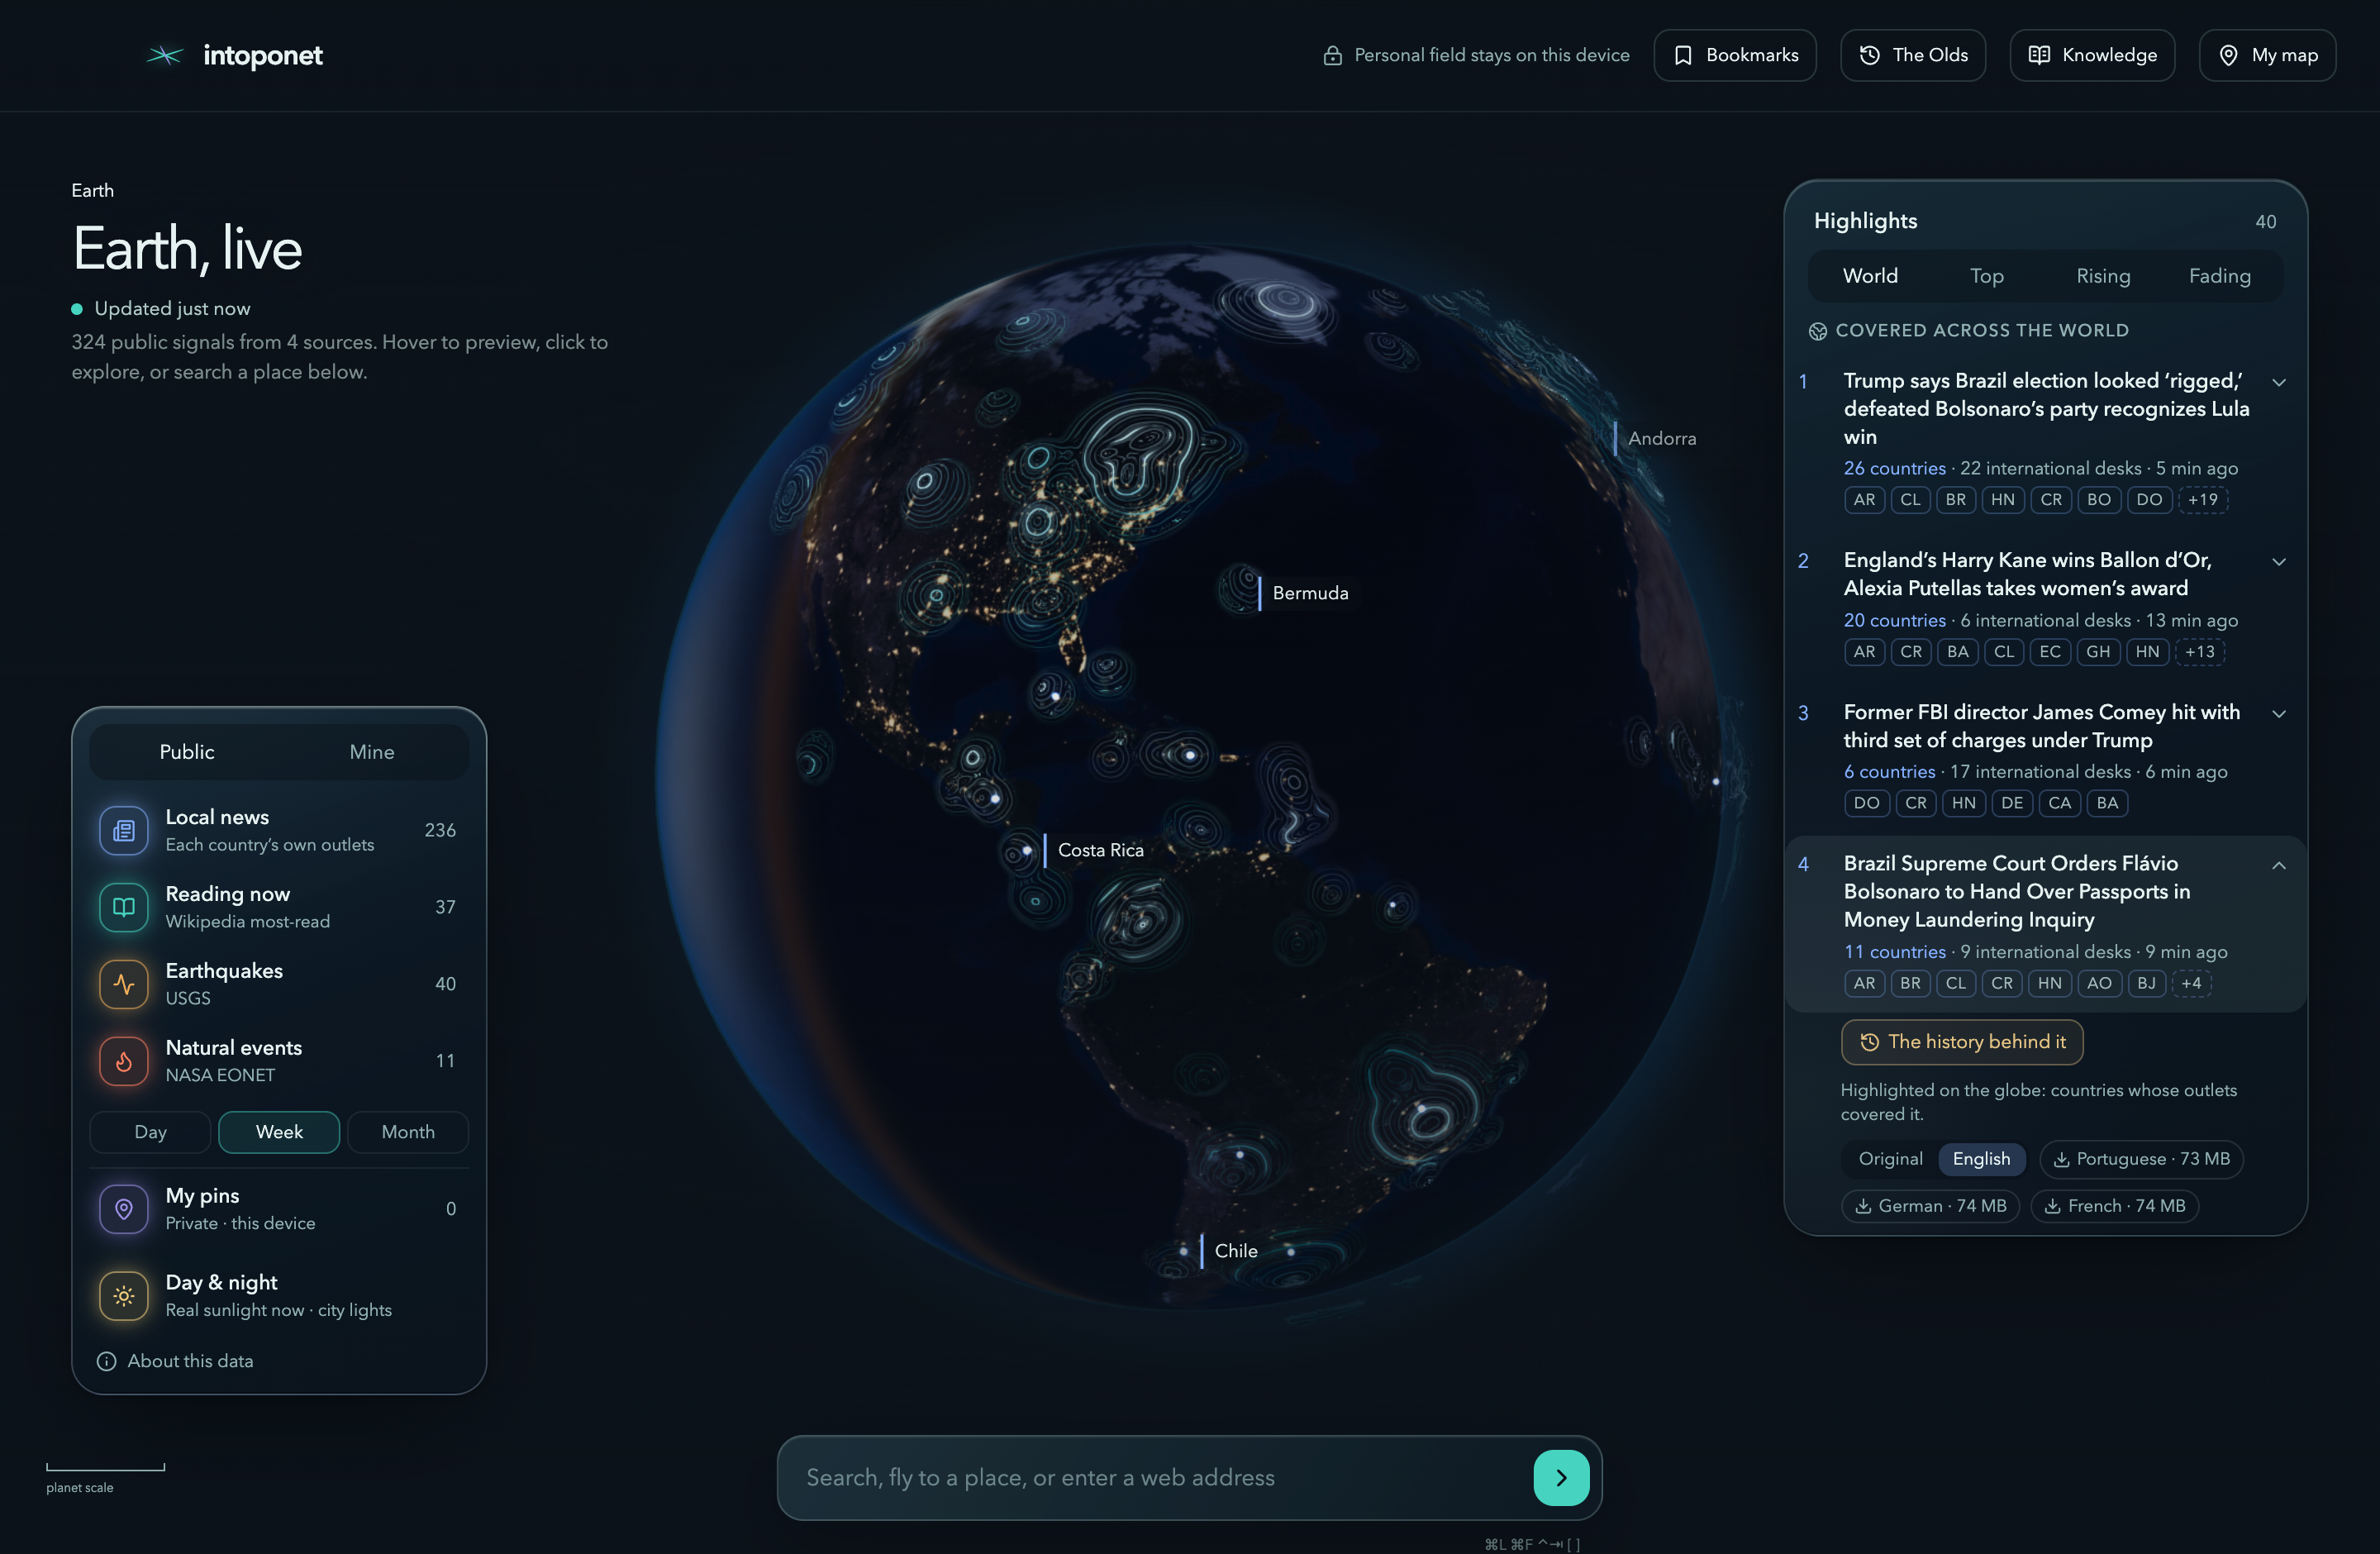 intoponet
Personal field stays on this device
Bookmarks
The Olds
Knowledge
My map
Earth
Earth, live
Updated just now
324 public signals from 4 sources. Hover to preview, click to
explore, or search a place below.
Public
Mine
Local news
Each country’s own outlets
236
Reading now
Wikipedia most-read
37
Earthquakes
USGS
40
Natural events
NASA EONET
11
Day
Week
Month
My pins
Private · this device
0
Day & night
Real sunlight now · city lights
About this data
planet scale
Andorra
Bermuda
Costa Rica
Chile
Search, fly to a place, or enter a web address
⌘L ⌘F ^⇥ [ ]
Highlights
40
World
Top
Rising
Fading
COVERED ACROSS THE WORLD
1
Trump says Brazil election looked ‘rigged,’
defeated Bolsonaro’s party recognizes Lula
win
26 countries · 22 international desks · 5 min ago
AR CL BR HN CR BO DO +19
2
England’s Harry Kane wins Ballon d’Or,
Alexia Putellas takes women’s award
20 countries · 6 international desks · 13 min ago
AR CR BA CL EC GH HN +13
3
Former FBI director James Comey hit with
third set of charges under Trump
6 countries · 17 international desks · 6 min ago
DO CR HN DE CA BA
4
Brazil Supreme Court Orders Flávio
Bolsonaro to Hand Over Passports in
Money Laundering Inquiry
11 countries · 9 international desks · 9 min ago
AR BR CL CR HN AO BJ +4
The history behind it
Highlighted on the globe: countries whose outlets
covered it.
Original English Portuguese · 73 MB
German · 74 MB French · 74 MB